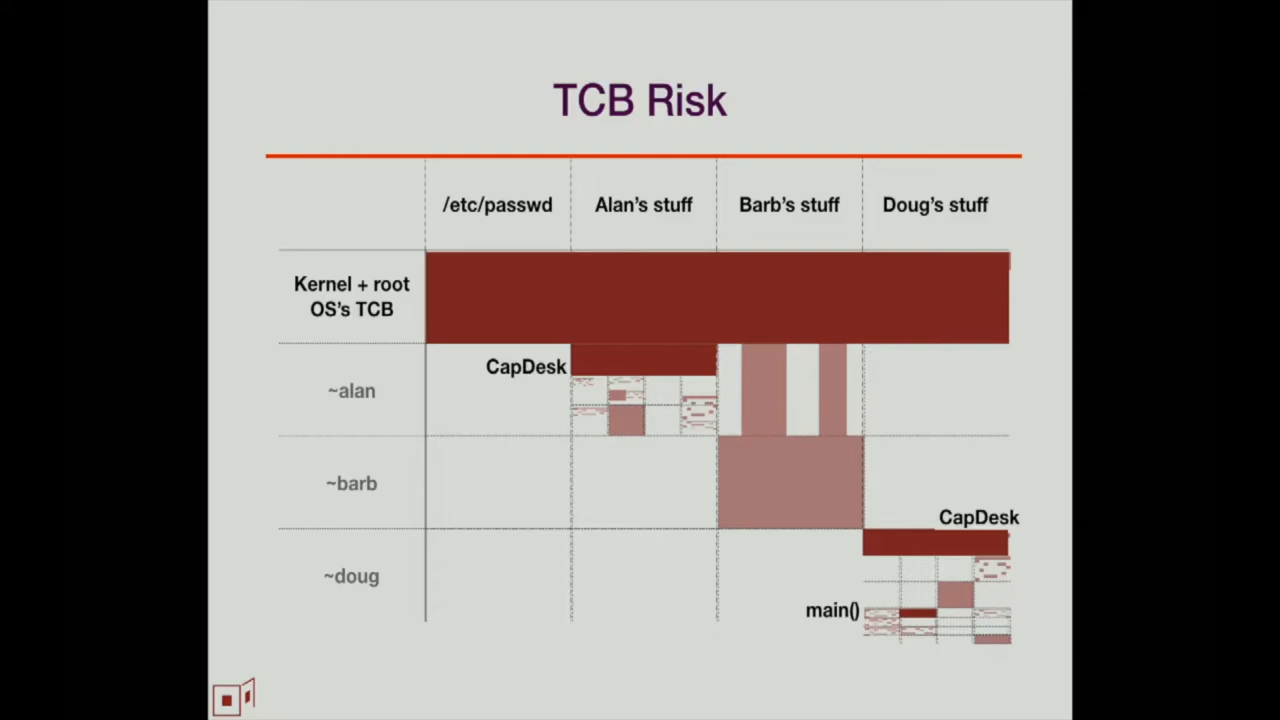 TCB Risk
/etc/passwd Alan’s stuff Barb’s stuff Doug’s stuff
Kernel + root
OS’s TCB
CapDesk
~alan
~barb
CapDesk
~doug
main()